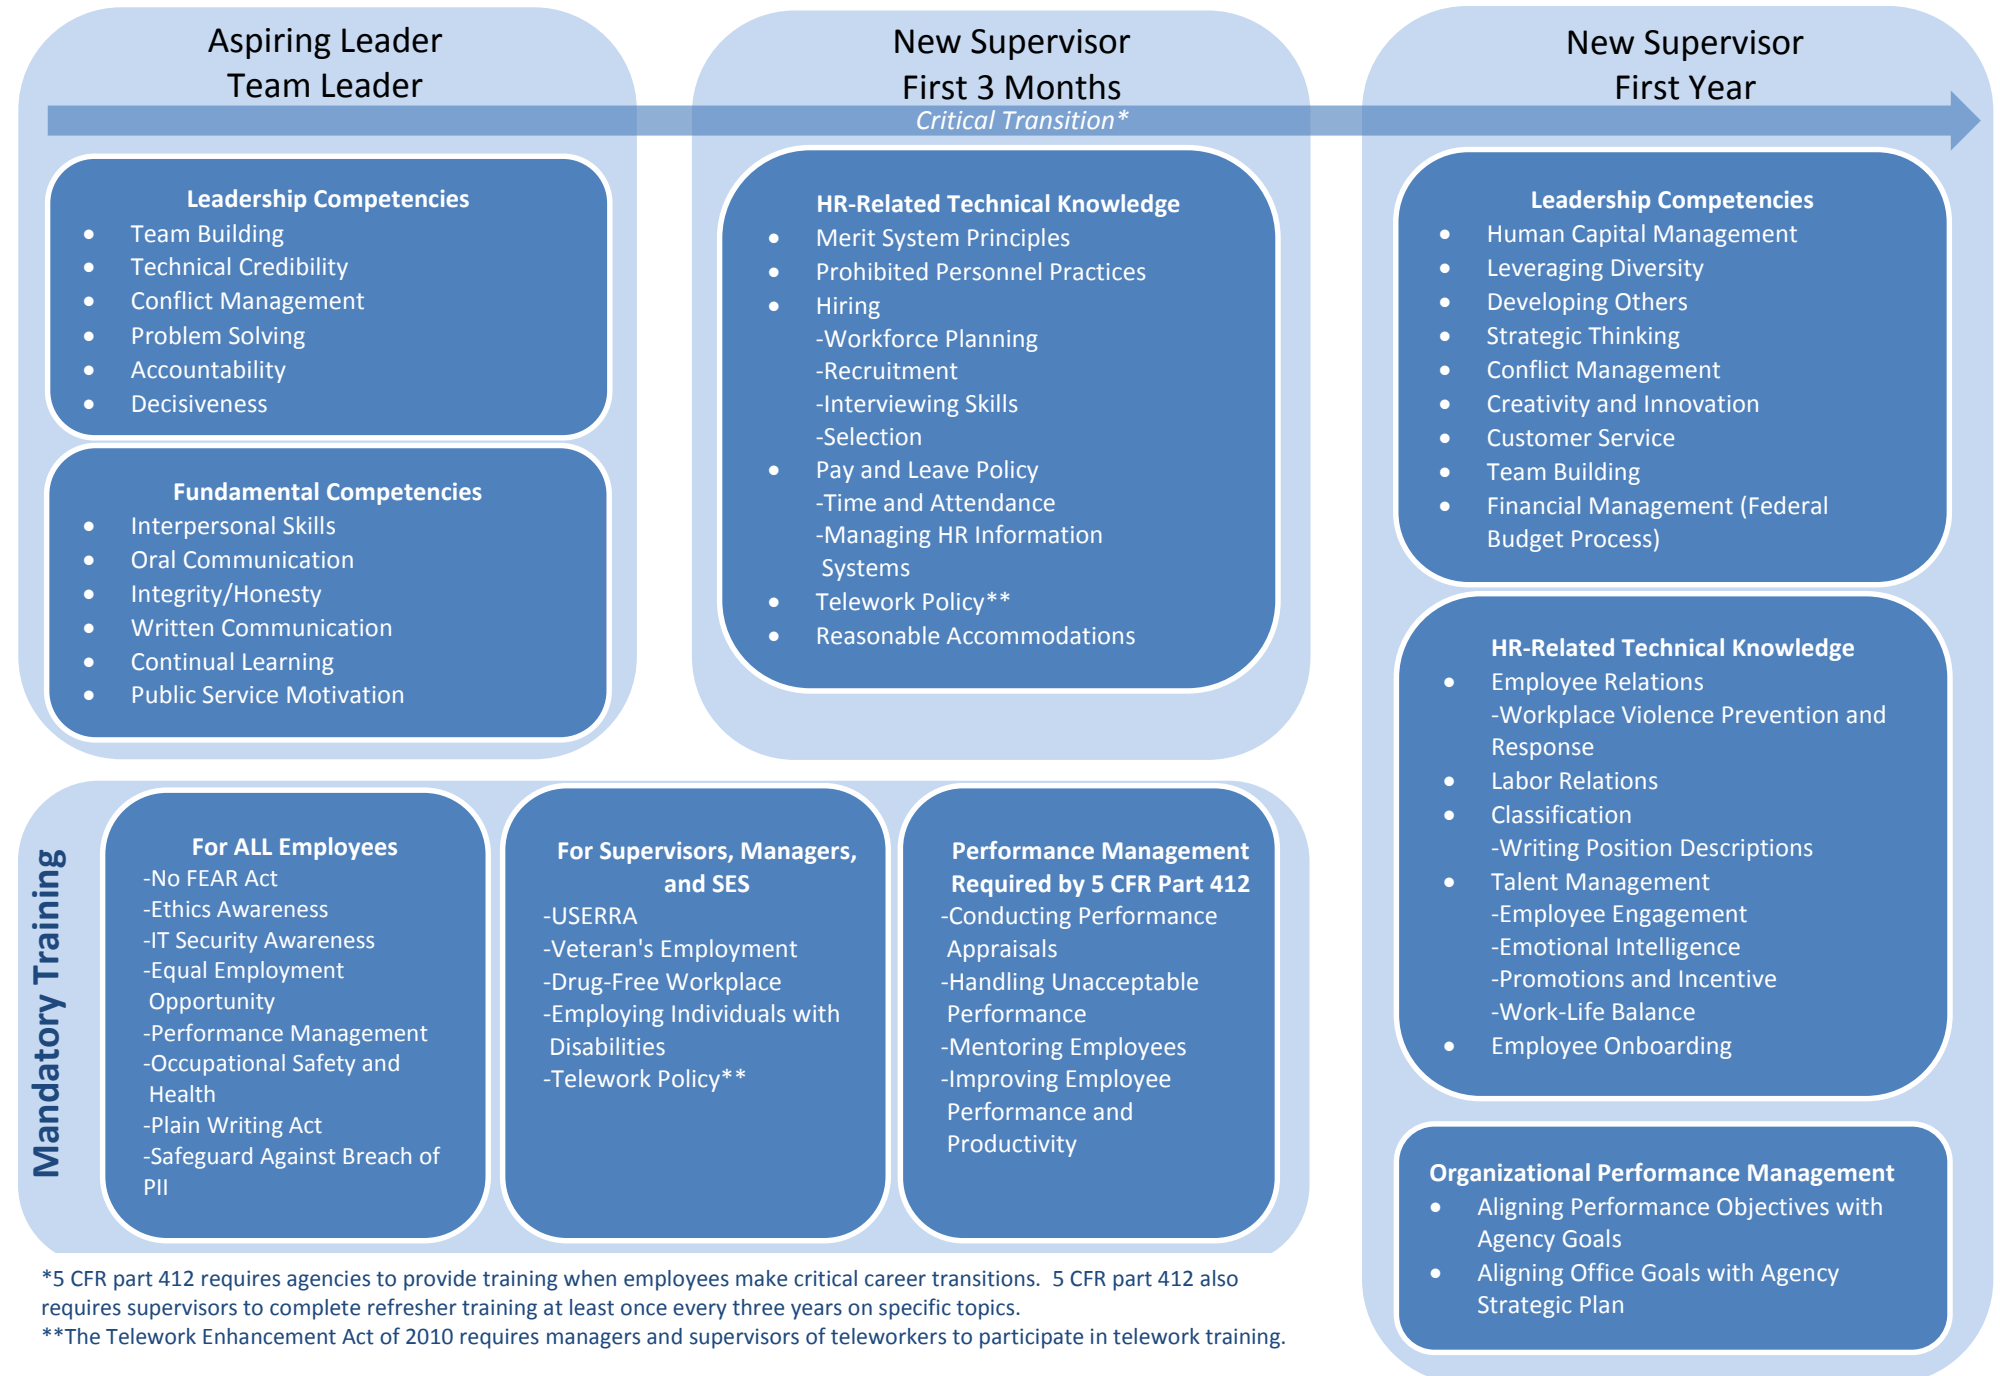 Aspiring Leader
Team Leader
New Supervisor
First 3 Months
New Supervisor
First Year
Critical Transition*
Leadership Competencies
• Team Building
• Technical Credibility
• Conflict Management
• Problem Solving
• Accountability
• Decisiveness
Fundamental Competencies
• Interpersonal Skills
• Oral Communication
• Integrity/Honesty
• Written Communication
• Continual Learning
• Public Service Motivation
HR-Related Technical Knowledge
• Merit System Principles
• Prohibited Personnel Practices
• Hiring
-Workforce Planning
-Recruitment
-Interviewing Skills
-Selection
• Pay and Leave Policy
-Time and Attendance
-Managing HR Information
Systems
• Telework Policy**
• Reasonable Accommodations
Leadership Competencies
• Human Capital Management
• Leveraging Diversity
• Developing Others
• Strategic Thinking
• Conflict Management
• Creativity and Innovation
• Customer Service
• Team Building
• Financial Management (Federal
Budget Process)
HR-Related Technical Knowledge
• Employee Relations
-Workplace Violence Prevention and
Response
• Labor Relations
• Classification
-Writing Position Descriptions
• Talent Management
-Employee Engagement
-Emotional Intelligence
-Promotions and Incentive
-Work-Life Balance
• Employee Onboarding
Organizational Performance Management
• Aligning Performance Objectives with
Agency Goals
• Aligning Office Goals with Agency
Strategic Plan
Mandatory Training
For ALL Employees
-No FEAR Act
-Ethics Awareness
-IT Security Awareness
-Equal Employment
Opportunity
-Performance Management
-Occupational Safety and
Health
-Plain Writing Act
-Safeguard Against Breach of
PII
For Supervisors, Managers,
and SES
-USERRA
-Veteran's Employment
-Drug-Free Workplace
-Employing Individuals with
Disabilities
-Telework Policy**
Performance Management
Required by 5 CFR Part 412
-Conducting Performance
Appraisals
-Handling Unacceptable
Performance
-Mentoring Employees
-Improving Employee
Performance and
Productivity
*5 CFR part 412 requires agencies to provide training when employees make critical career transitions.  5 CFR part 412 also
requires supervisors to complete refresher training at least once every three years on specific topics.
**The Telework Enhancement Act of 2010 requires managers and supervisors of teleworkers to participate in telework training.